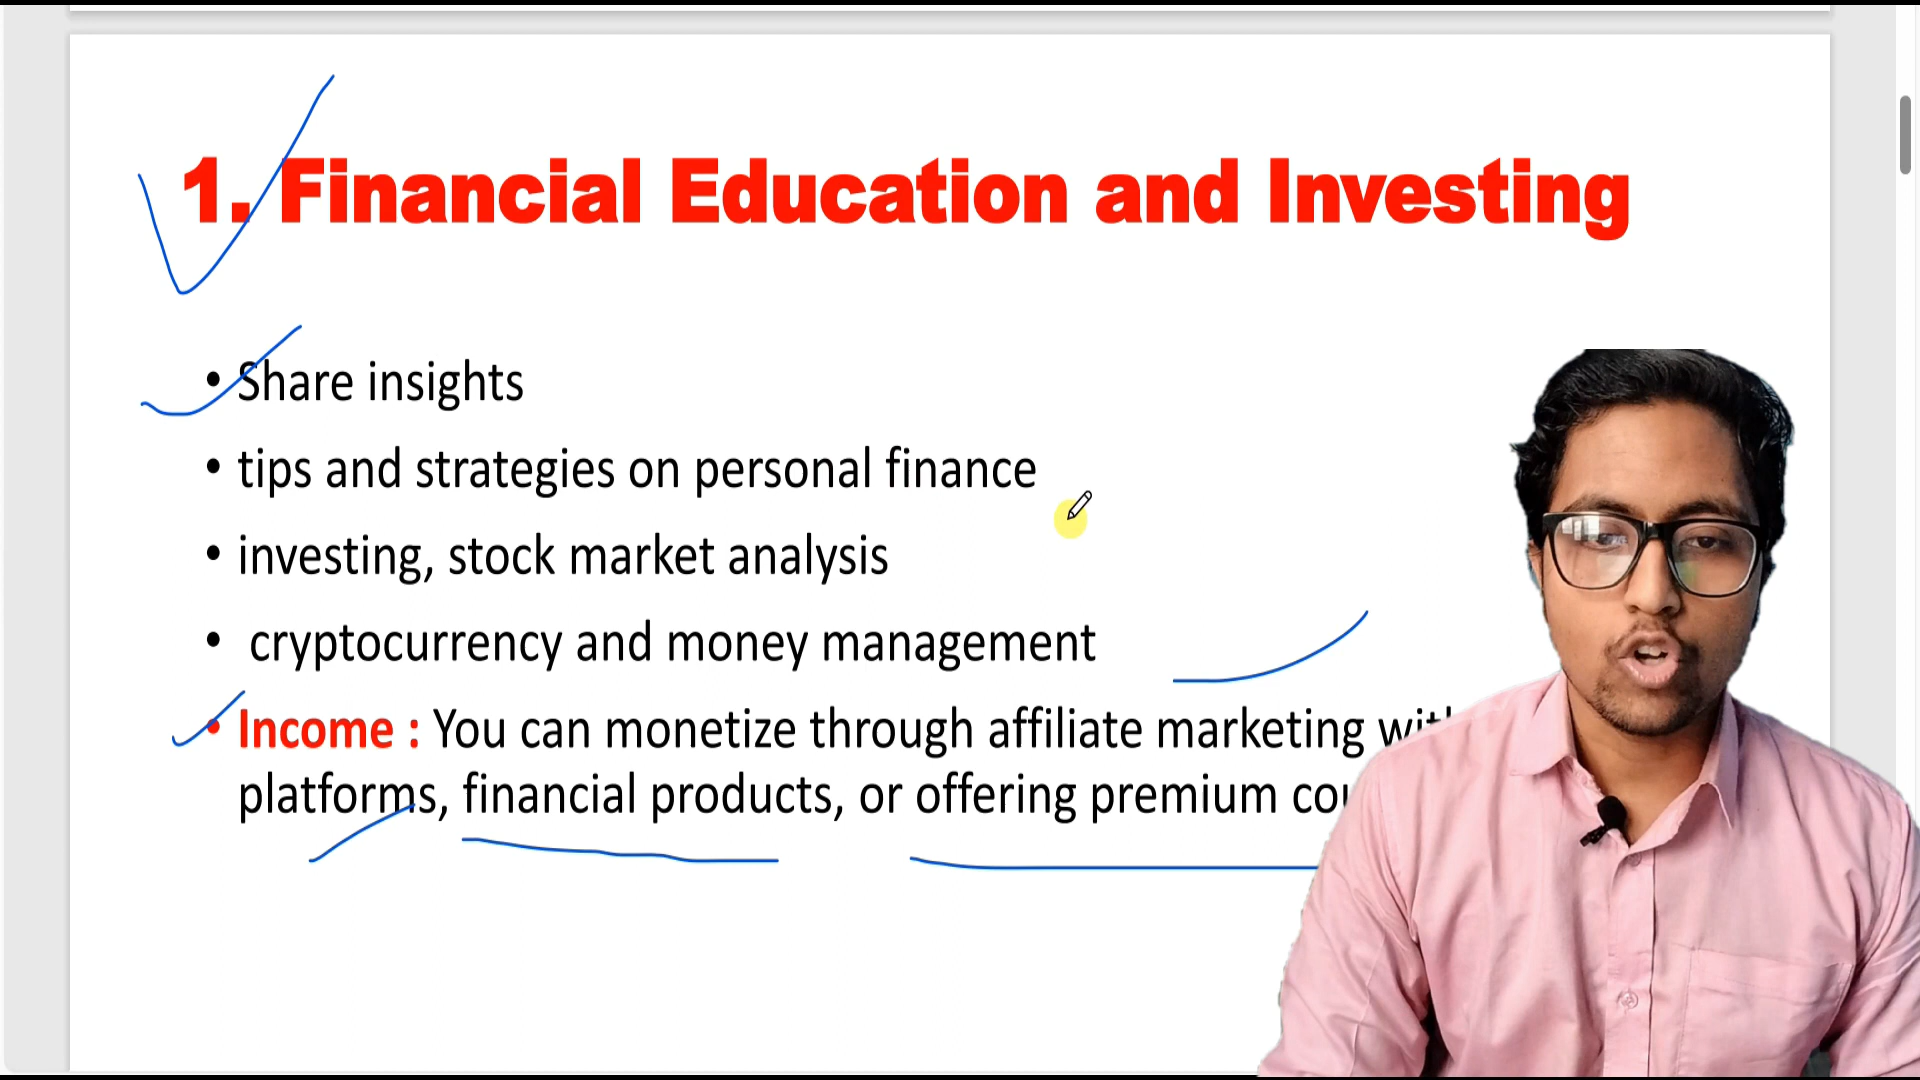 1. Financial Education and Investing
• Share insights
• tips and strategies on personal finance
• investing, stock market analysis
• cryptocurrency and money management
• Income : You can monetize through affiliate marketing
platforms, financial products, or offering premium